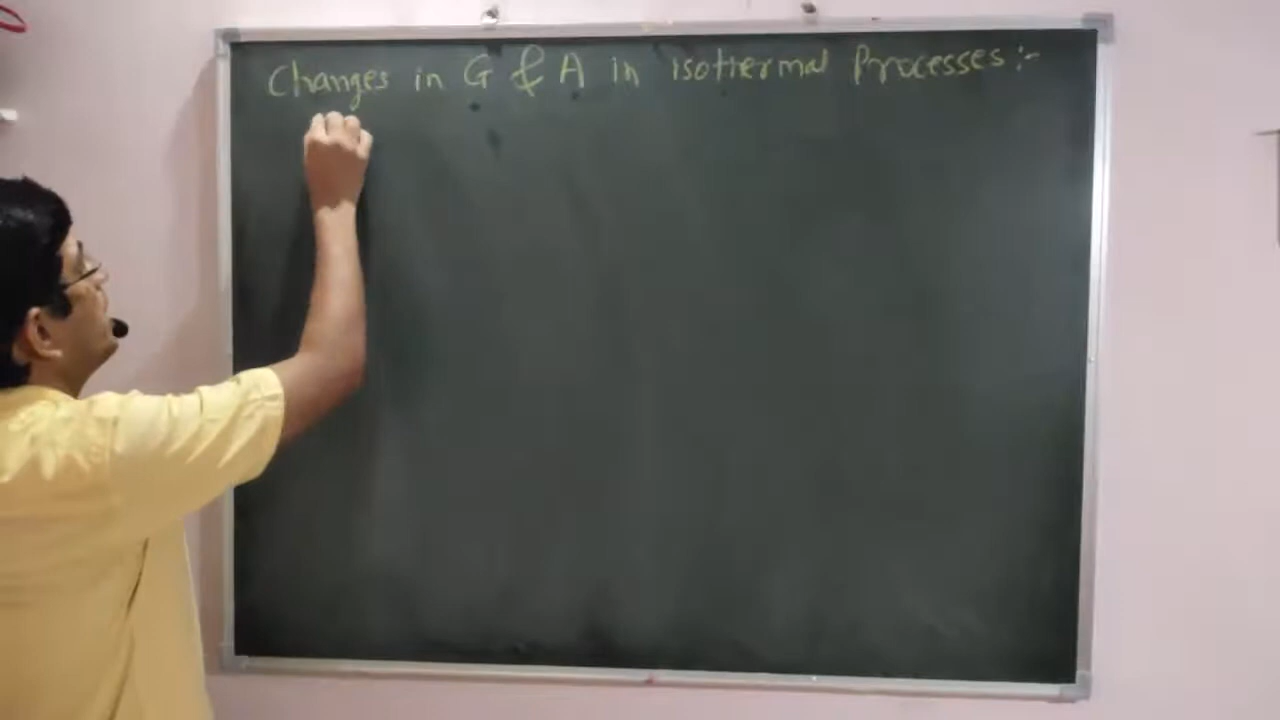 Changes in G & A in isothermal Processes :-